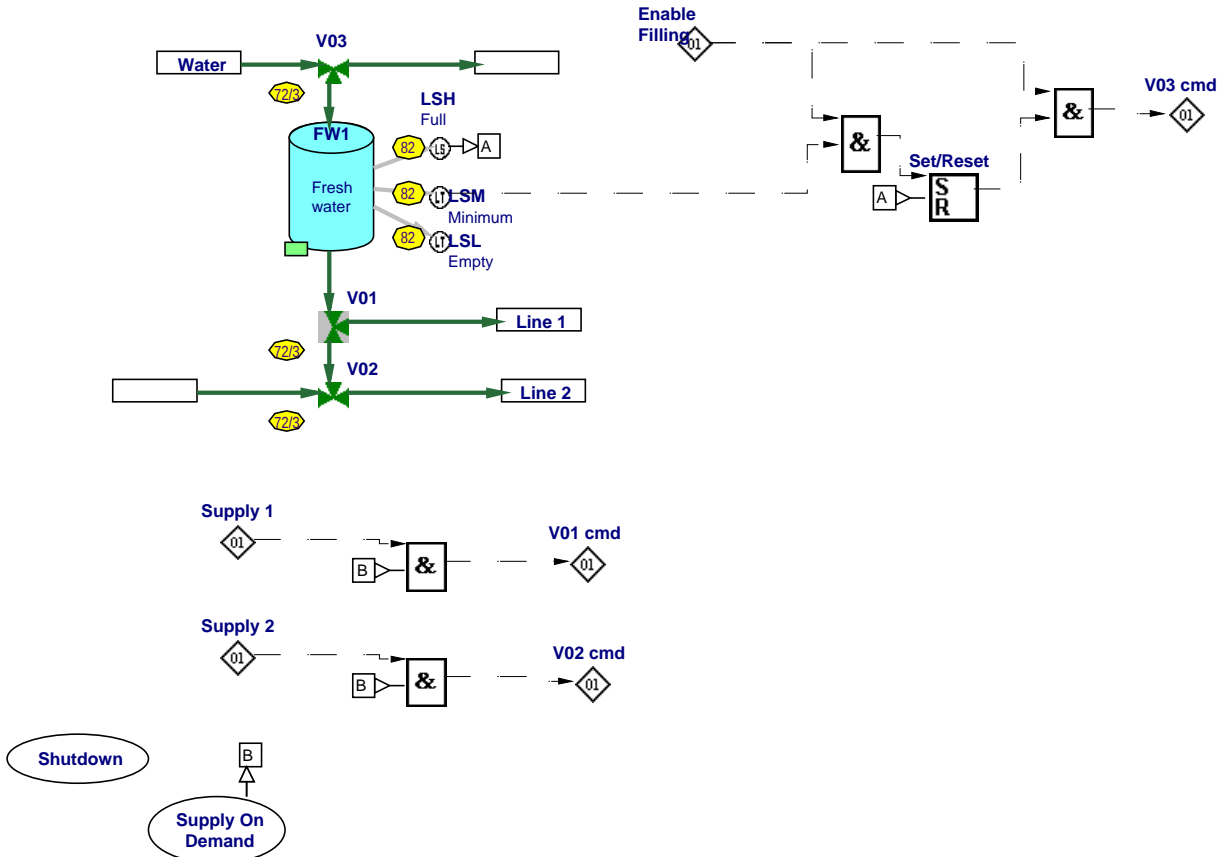 Enable
Filling
01
V03
Water
72/3
V03 cmd
01
&
&
LSH
Full
FW1
82
LS
A
Fresh
water
82
LT
LSM
Minimum
82
LT
LSL
Empty
Set/Reset
A
S
R
V01
Line 1
72/3
V02
Line 2
72/3
Supply 1
01
V01 cmd
B
&
01
Supply 2
01
V02 cmd
B
&
01
Shutdown
B
Supply On
Demand